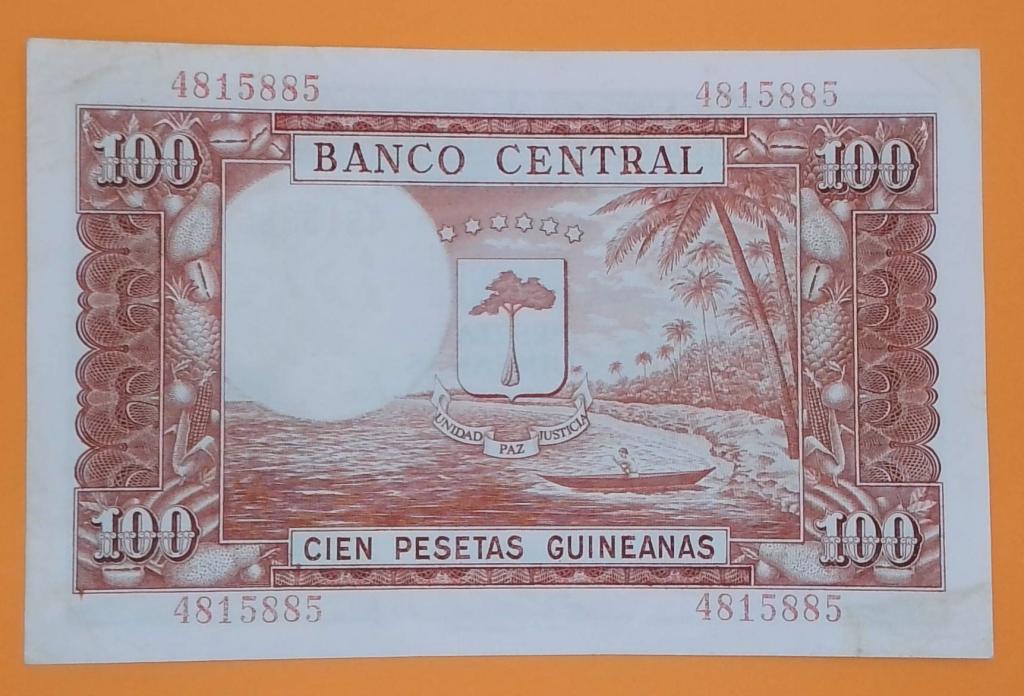 4815885 4815885
100 BANCO CENTRAL 100
UNIDAD PAZ JUSTICIA
100 CIEN PESETAS GUINEANAS 100
4815885 4815885